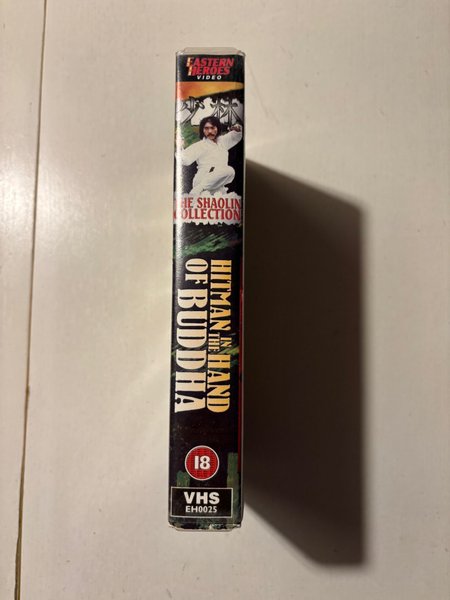 EASTERN
HEROES
VIDEO
THE SHAOLIN
COLLECTION
HITMAN IN THE HAND
OF BUDDHA
18
VHS
EH0025